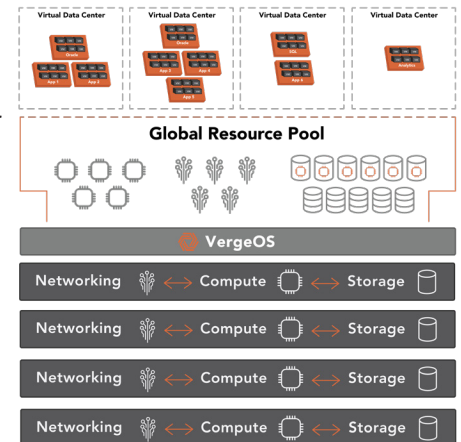 Virtual Data Center
Virtual Data Center
Virtual Data Center
Virtual Data Center
Oracle
App 1
App 2
Oracle
App 3
App 4
App 5
SQL
App 6
Analytics
Global Resource Pool
VergeOS
Networking Compute Storage
Networking Compute Storage
Networking Compute Storage
Networking Compute Storage